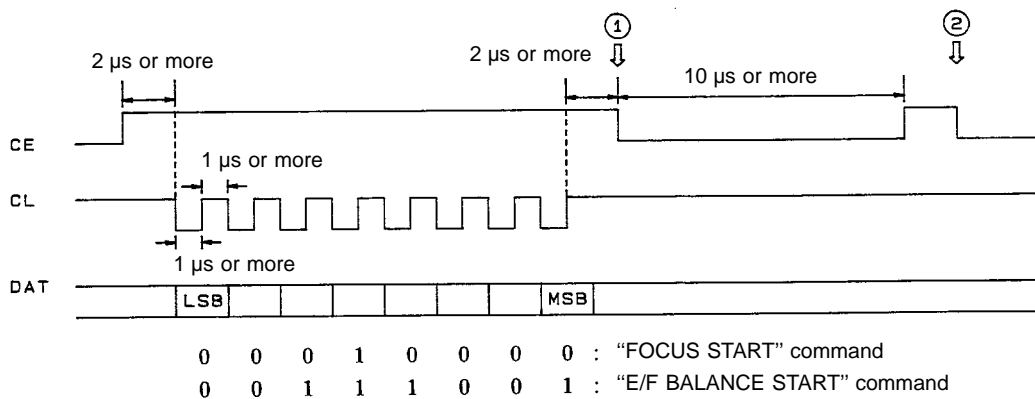 ① ②
2 µs or more 2 µs or more 10 µs or more
CE
1 µs or more
CL
1 µs or more
DAT LSB MSB
0 0 0 1 0 0 0 0 : “FOCUS START” command
0 0 1 1 1 0 0 1 : “E/F BALANCE START” command